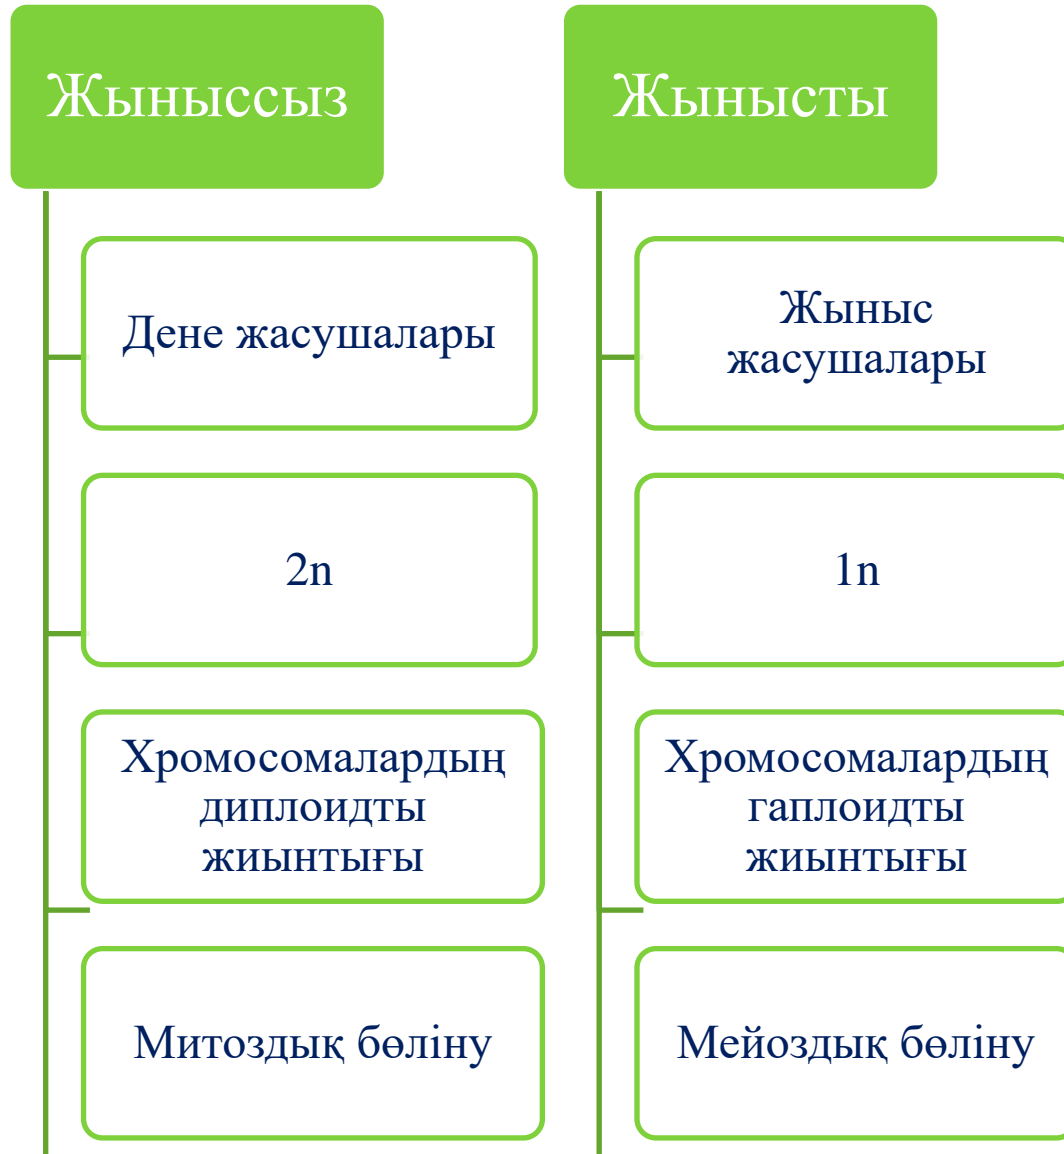 Жыныссыз
Дене жасушалары
2n
Хромосомалардың
диплоидты
жиынтығы
Митоздық бөліну
Жынысты
Жыныс
жасушалары
1n
Хромосомалардың
гаплоидты
жиынтығы
Мейоздық бөліну